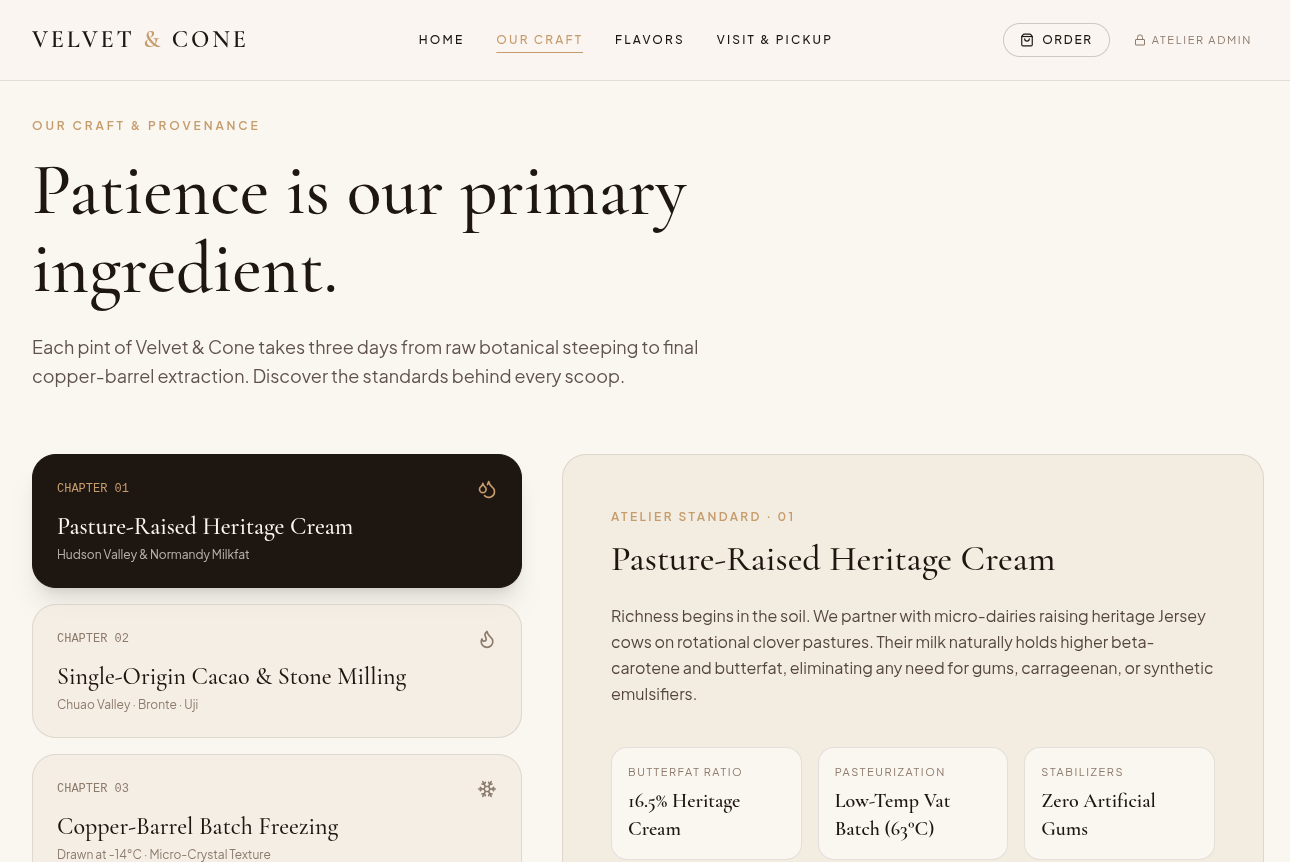 VELVET & CONE
HOME
OUR CRAFT
FLAVORS
VISIT & PICKUP
ORDER
ATELIER ADMIN
OUR CRAFT & PROVENANCE
Patience is our primary
ingredient.
Each pint of Velvet & Cone takes three days from raw botanical steeping to final
copper-barrel extraction. Discover the standards behind every scoop.
CHAPTER 01
Pasture-Raised Heritage Cream
Hudson Valley & Normandy Milkfat
CHAPTER 02
Single-Origin Cacao & Stone Milling
Chuao Valley · Bronte · Uji
CHAPTER 03
Copper-Barrel Batch Freezing
Drawn at -14°C · Micro-Crystal Texture
ATELIER STANDARD · 01
Pasture-Raised Heritage Cream
Richness begins in the soil. We partner with micro-dairies raising heritage Jersey
cows on rotational clover pastures. Their milk naturally holds higher beta-
carotene and butterfat, eliminating any need for gums, carrageenan, or synthetic
emulsifiers.
BUTTERFAT RATIO
16.5% Heritage
Cream
PASTEURIZATION
Low-Temp Vat
Batch (63°C)
STABILIZERS
Zero Artificial
Gums